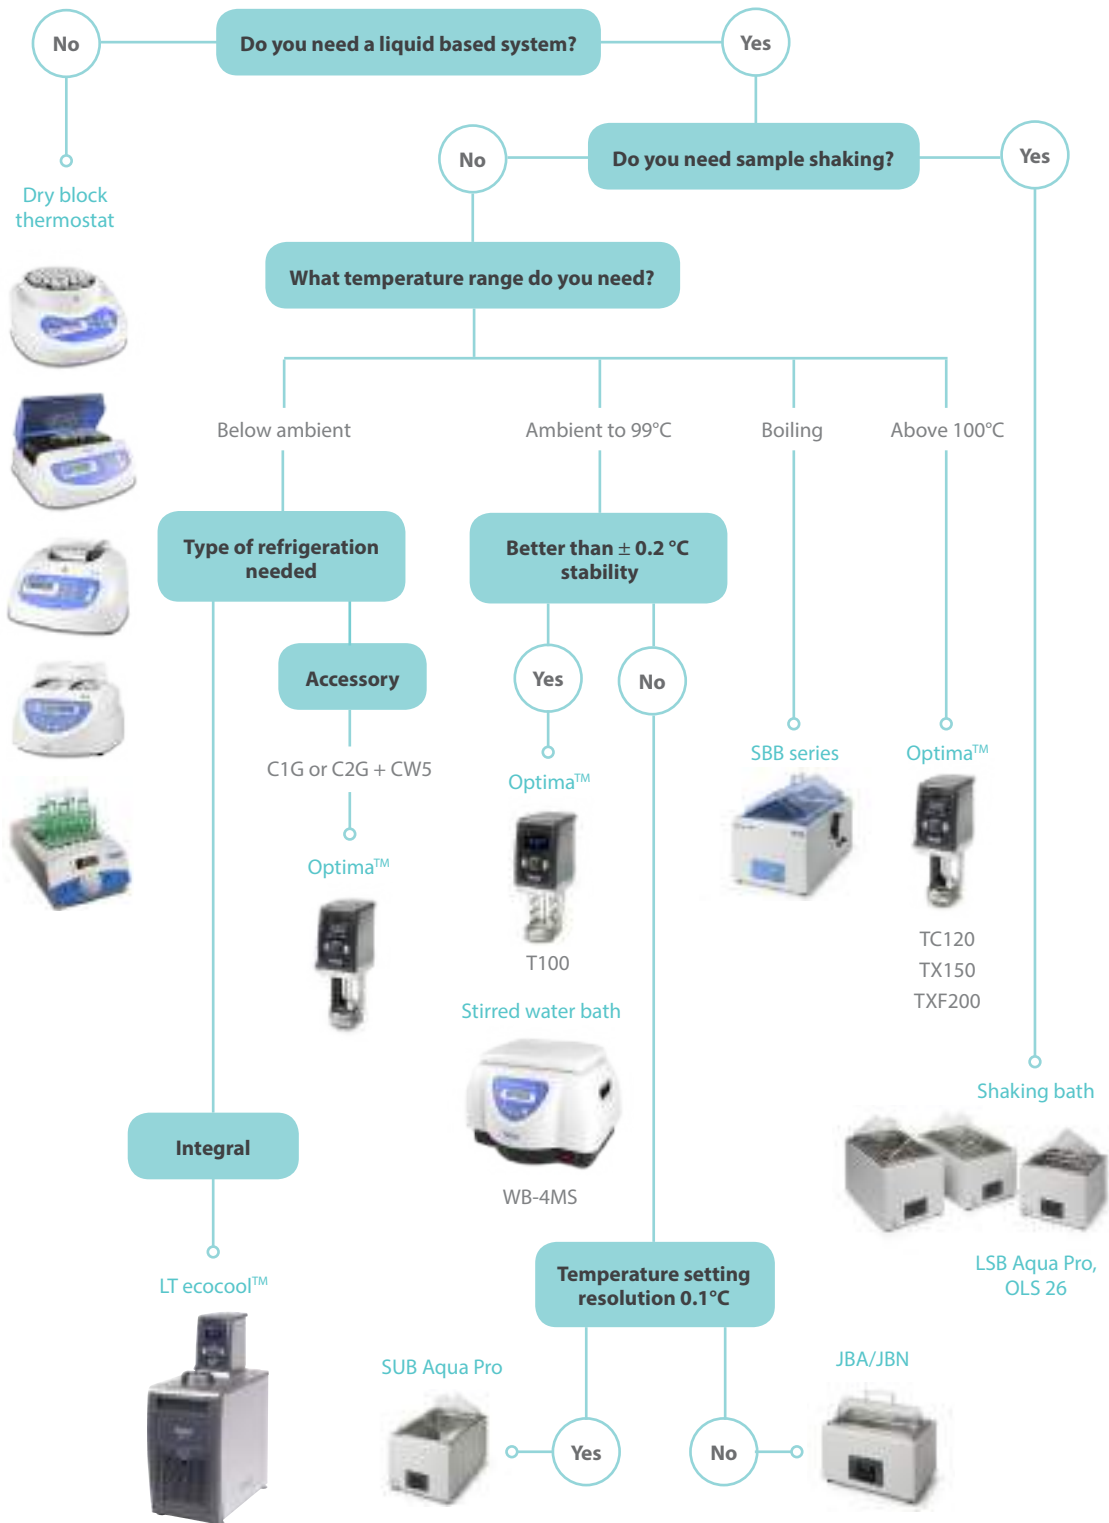 No
Do you need a liquid based system?
Yes
No
Do you need sample shaking?
Yes
Dry block
thermostat
What temperature range do you need?
Below ambient
Ambient to 99°C
Boiling
Above 100°C
Type of refrigeration
needed
Better than ± 0.2 °C
stability
Accessory
Yes
No
C1G or C2G + CW5
Optima™
Optima™
T100
SBB series
Optima™
TC120
TX150
TXF200
Stirred water bath
WB-4MS
Shaking bath
LSB Aqua Pro,
OLS 26
Integral
LT ecocool™
Temperature setting
resolution 0.1°C
SUB Aqua Pro
JBA/JBN
Yes
No